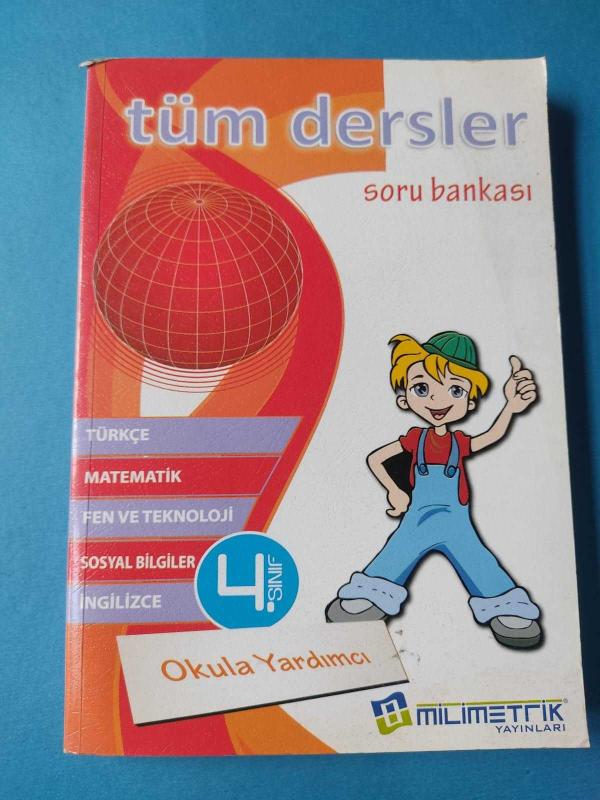 tüm dersler
soru bankası
TÜRKÇE
MATEMATİK
FEN VE TEKNOLOJİ
SOSYAL BİLGİLER
İNGİLİZCE
4.SINIF
Okula Yardımcı
MİLİMETRİK®
YAYINLARI